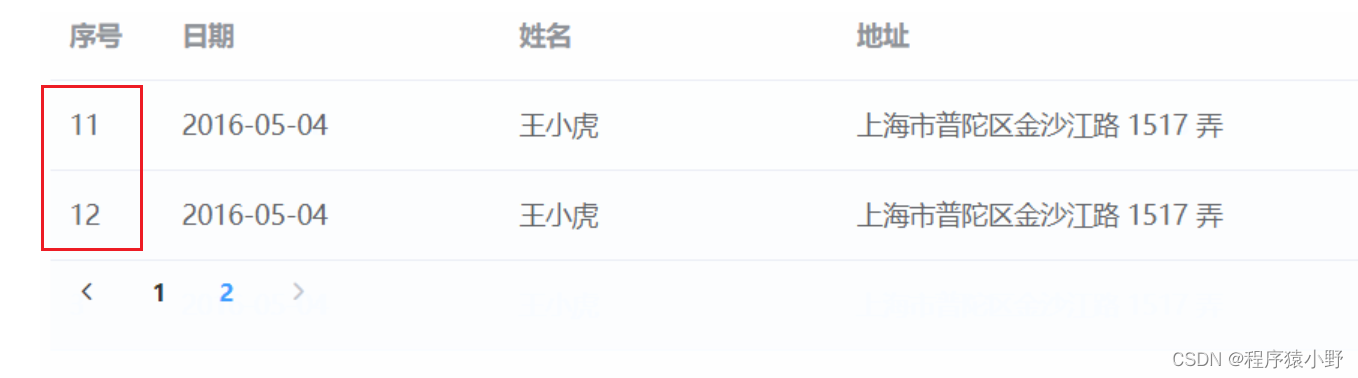 序号 日期 姓名 地址
11 2016-05-04 王小虎 上海市普陀区金沙江路 1517 弄
12 2016-05-04 王小虎 上海市普陀区金沙江路 1517 弄
1 2
CSDN @程序猿小野